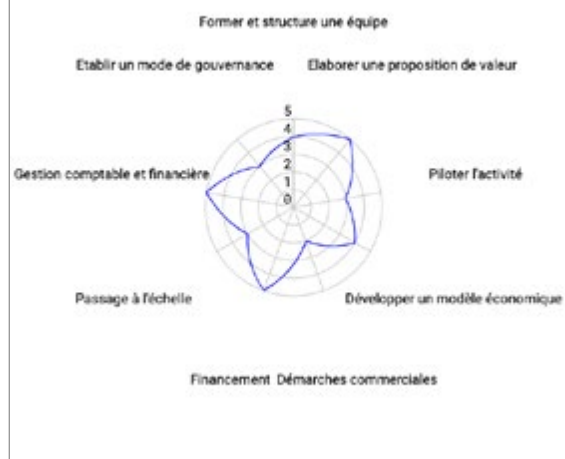 Former et structure une équipe
Etablir un mode de gouvernance
Elaborer une proposition de valeur
5
4
3
2
1
0
Gestion comptable et financière
Piloter l'activité
Passage à l'échelle
Développer un modèle économique
Financement
Démarches commerciales